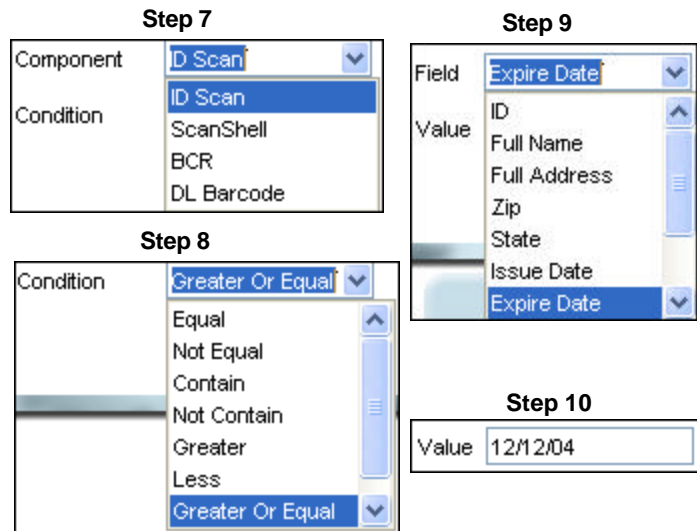 Step 7
Component ID Scan
Condition
ID Scan
ScanShell
BCR
DL Barcode
Step 8
Condition Greater Or Equal
Equal
Not Equal
Contain
Not Contain
Greater
Less
Greater Or Equal
Step 9
Field Expire Date
Value
ID
Full Name
Full Address
Zip
State
Issue Date
Expire Date
Step 10
Value 12/12/04